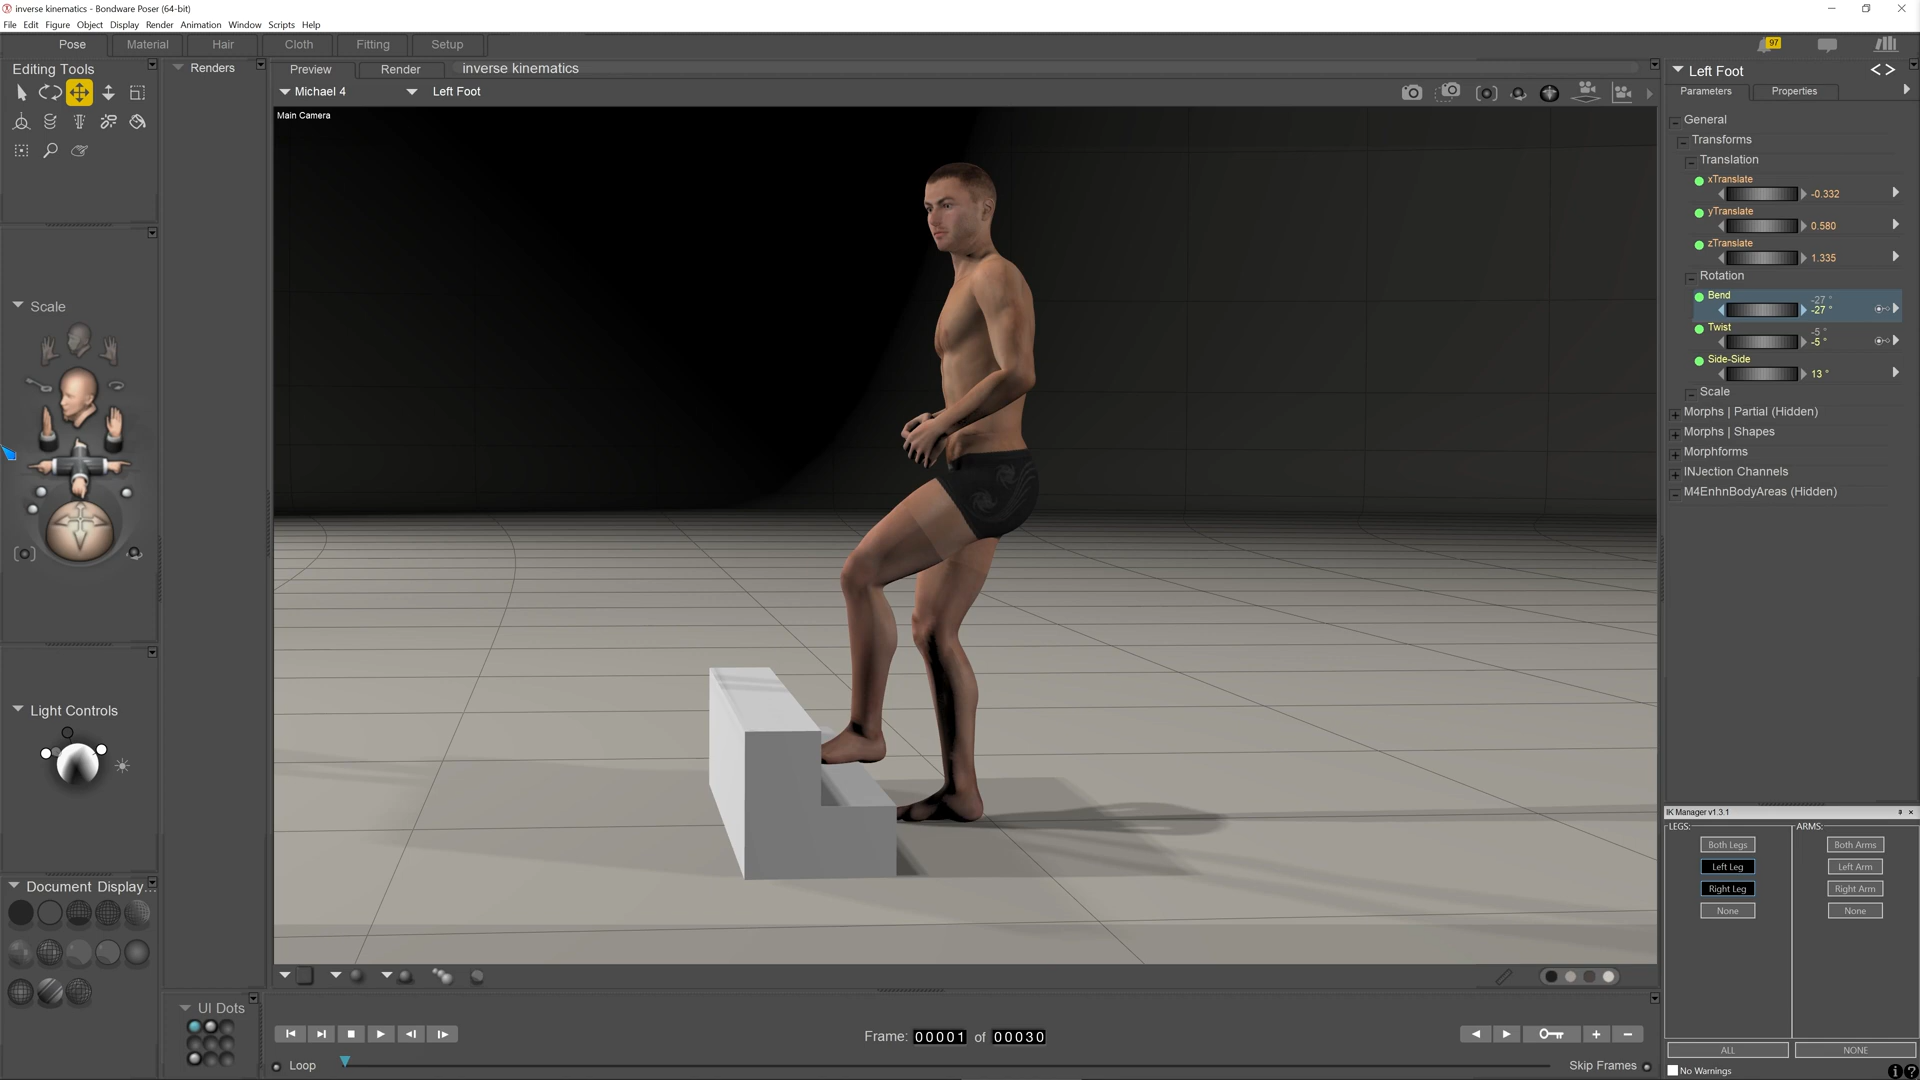 inverse kinematics - Bondware Poser (64-bit)
File Edit Figure Object Display Render Animation Window Scripts Help
Pose Material Hair Cloth Fitting Setup
97
Editing Tools
Renders
Preview Render inverse kinematics
Michael 4 Left Foot
Main Camera
Left Foot
Parameters Properties
General
Transforms
Translation
xTranslate
-0.332
yTranslate
0.580
zTranslate
1.335
Rotation
Bend
-27 °
-27 °
Twist
-5 °
-5 °
Side-Side
13 °
Scale
Morphs | Partial (Hidden)
Morphs | Shapes
Morphforms
INJection Channels
M4EnhnBodyAreas (Hidden)
Scale
Light Controls
Document Display...
UI Dots
IK Manager v1.3.1
LEGS: ARMS:
Both Legs Both Arms
Left Leg Left Arm
Right Leg Right Arm
None None
ALL NONE
No Warnings
Frame: 00001 of 00030
Loop
Skip Frames